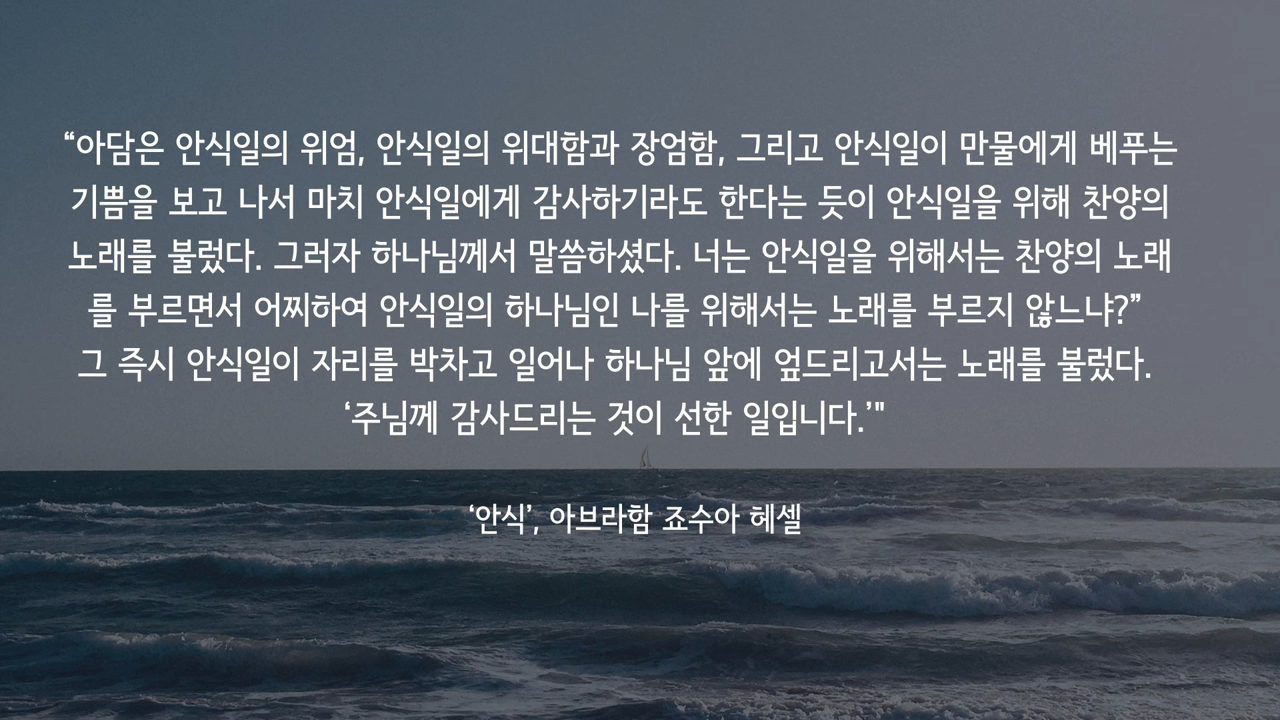 “아담은 안식일의 위엄, 안식일의 위대함과 장엄함, 그리고 안식일이 만물에게 베푸는
기쁨을 보고 나서 마치 안식일에게 감사하기라도 한다는 듯이 안식일을 위해 찬양의
노래를 불렀다. 그러자 하나님께서 말씀하셨다. 너는 안식일을 위해서는 찬양의 노래
를 부르면서 어찌하여 안식일의 하나님인 나를 위해서는 노래를 부르지 않느냐?”
그 즉시 안식일이 자리를 박차고 일어나 하나님 앞에 엎드리고서는 노래를 불렀다.
‘주님께 감사드리는 것이 선한 일입니다.’"
‘안식’, 아브라함 죠수아 헤셸